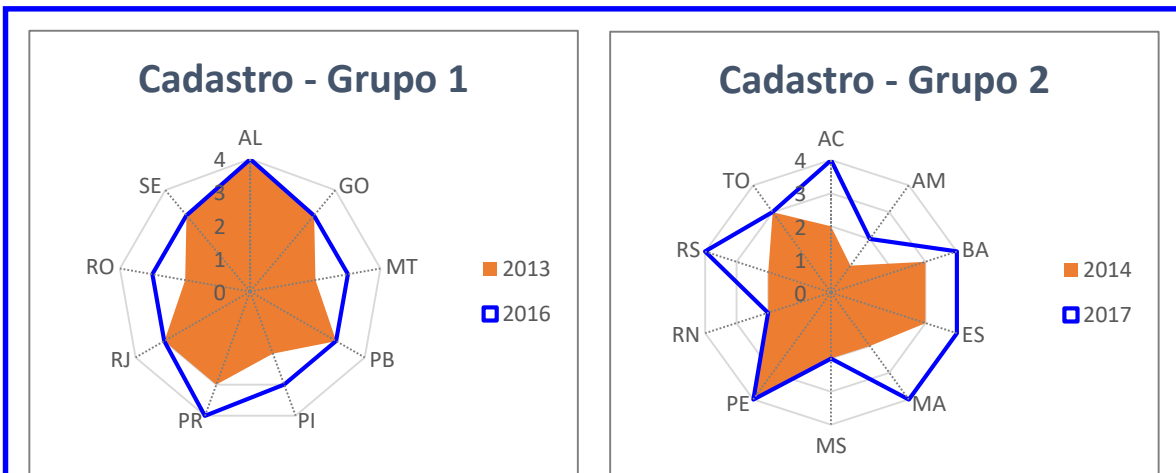 Cadastro - Grupo 1
AL
GO
MT
PB
PI
PR
RJ
RO
SE
4
3
2
1
0
2013
2016
Cadastro - Grupo 2
AC
AM
BA
ES
MA
MS
PE
RN
RS
TO
4
3
2
1
0
2014
2017